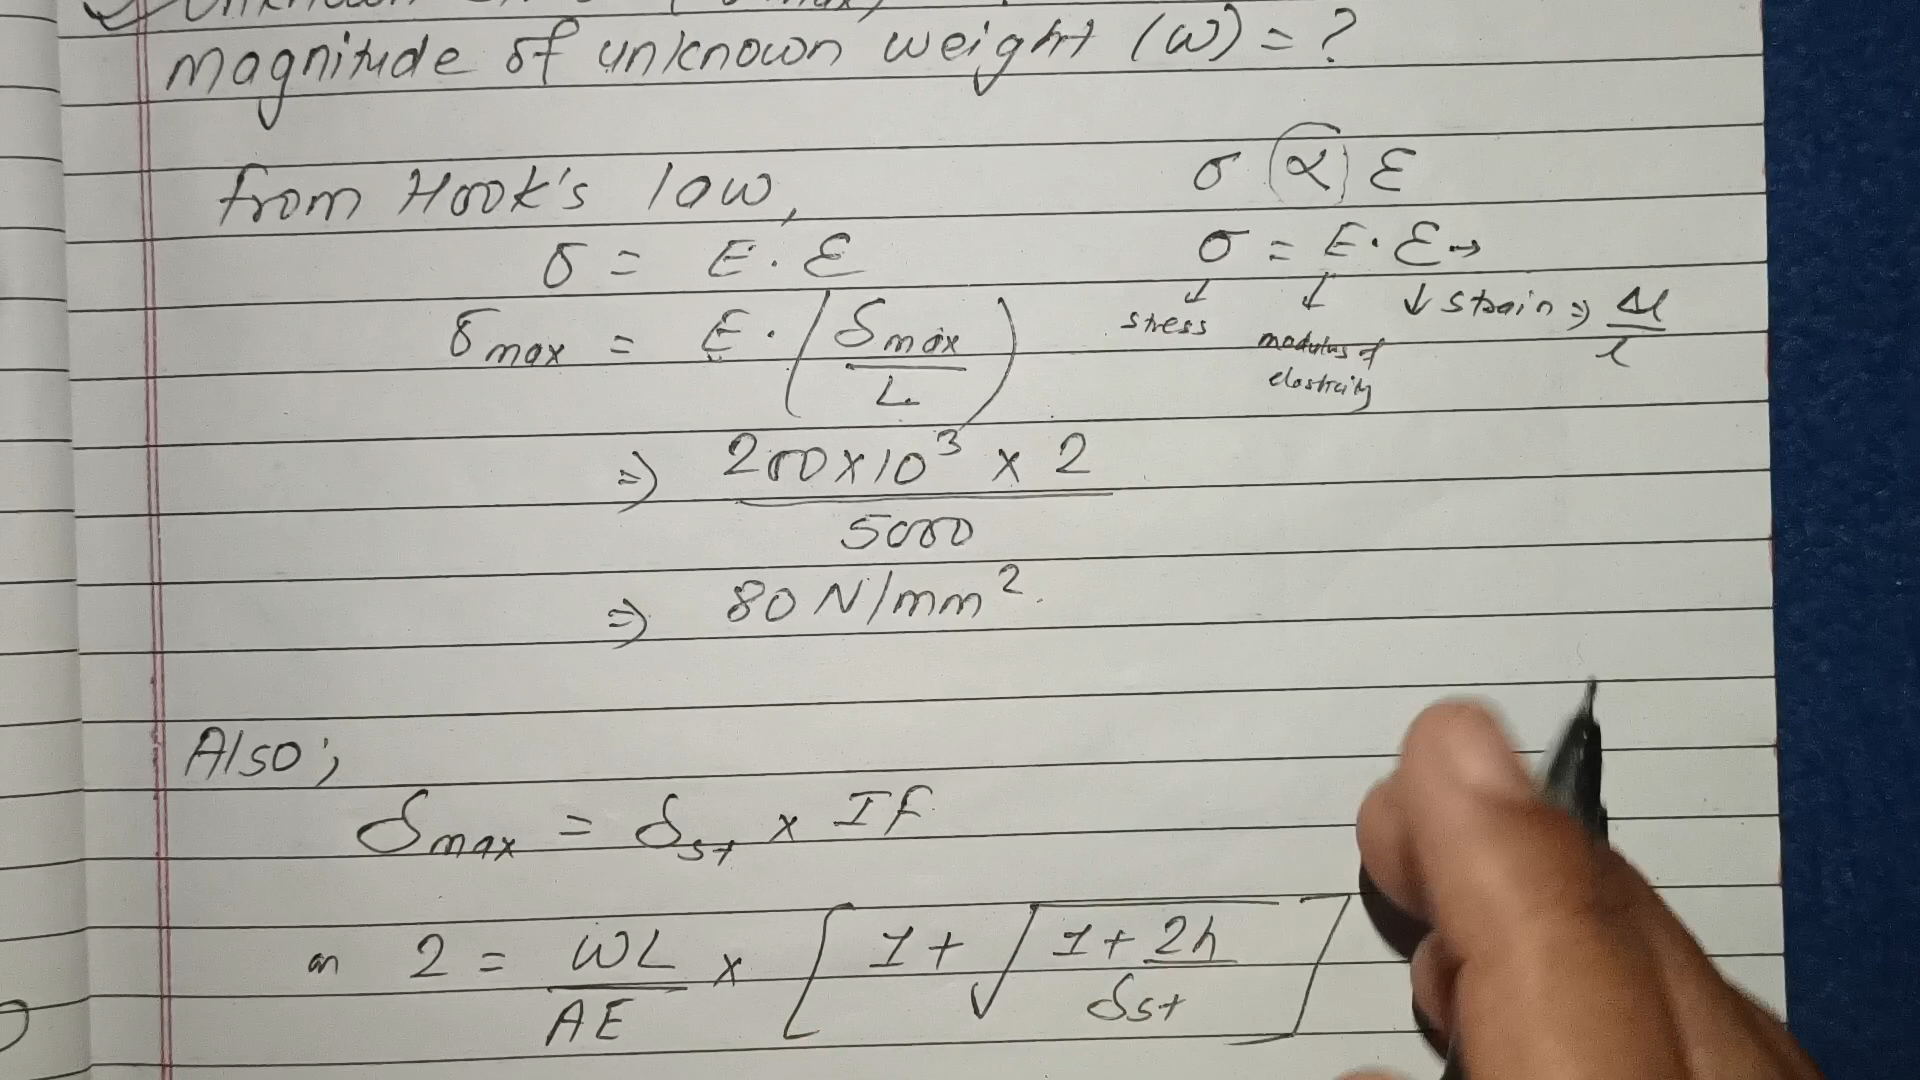 magnitude of unknown weight (W) = ?
from Hook's law,
σ = E . ε
σmax = E . (δmax / L)
⇒ 200×10³ × 2 / 5000
⇒ 80 N/mm².
σ ∝ ε
σ = E . ε →
↓ stress
↓ modulus of elasticity
↓ strain ⇒ Δl / l
Also;
δmax = δst × IF
or 2 = WL / AE × [ 1 + √(1 + 2h / δst) ]